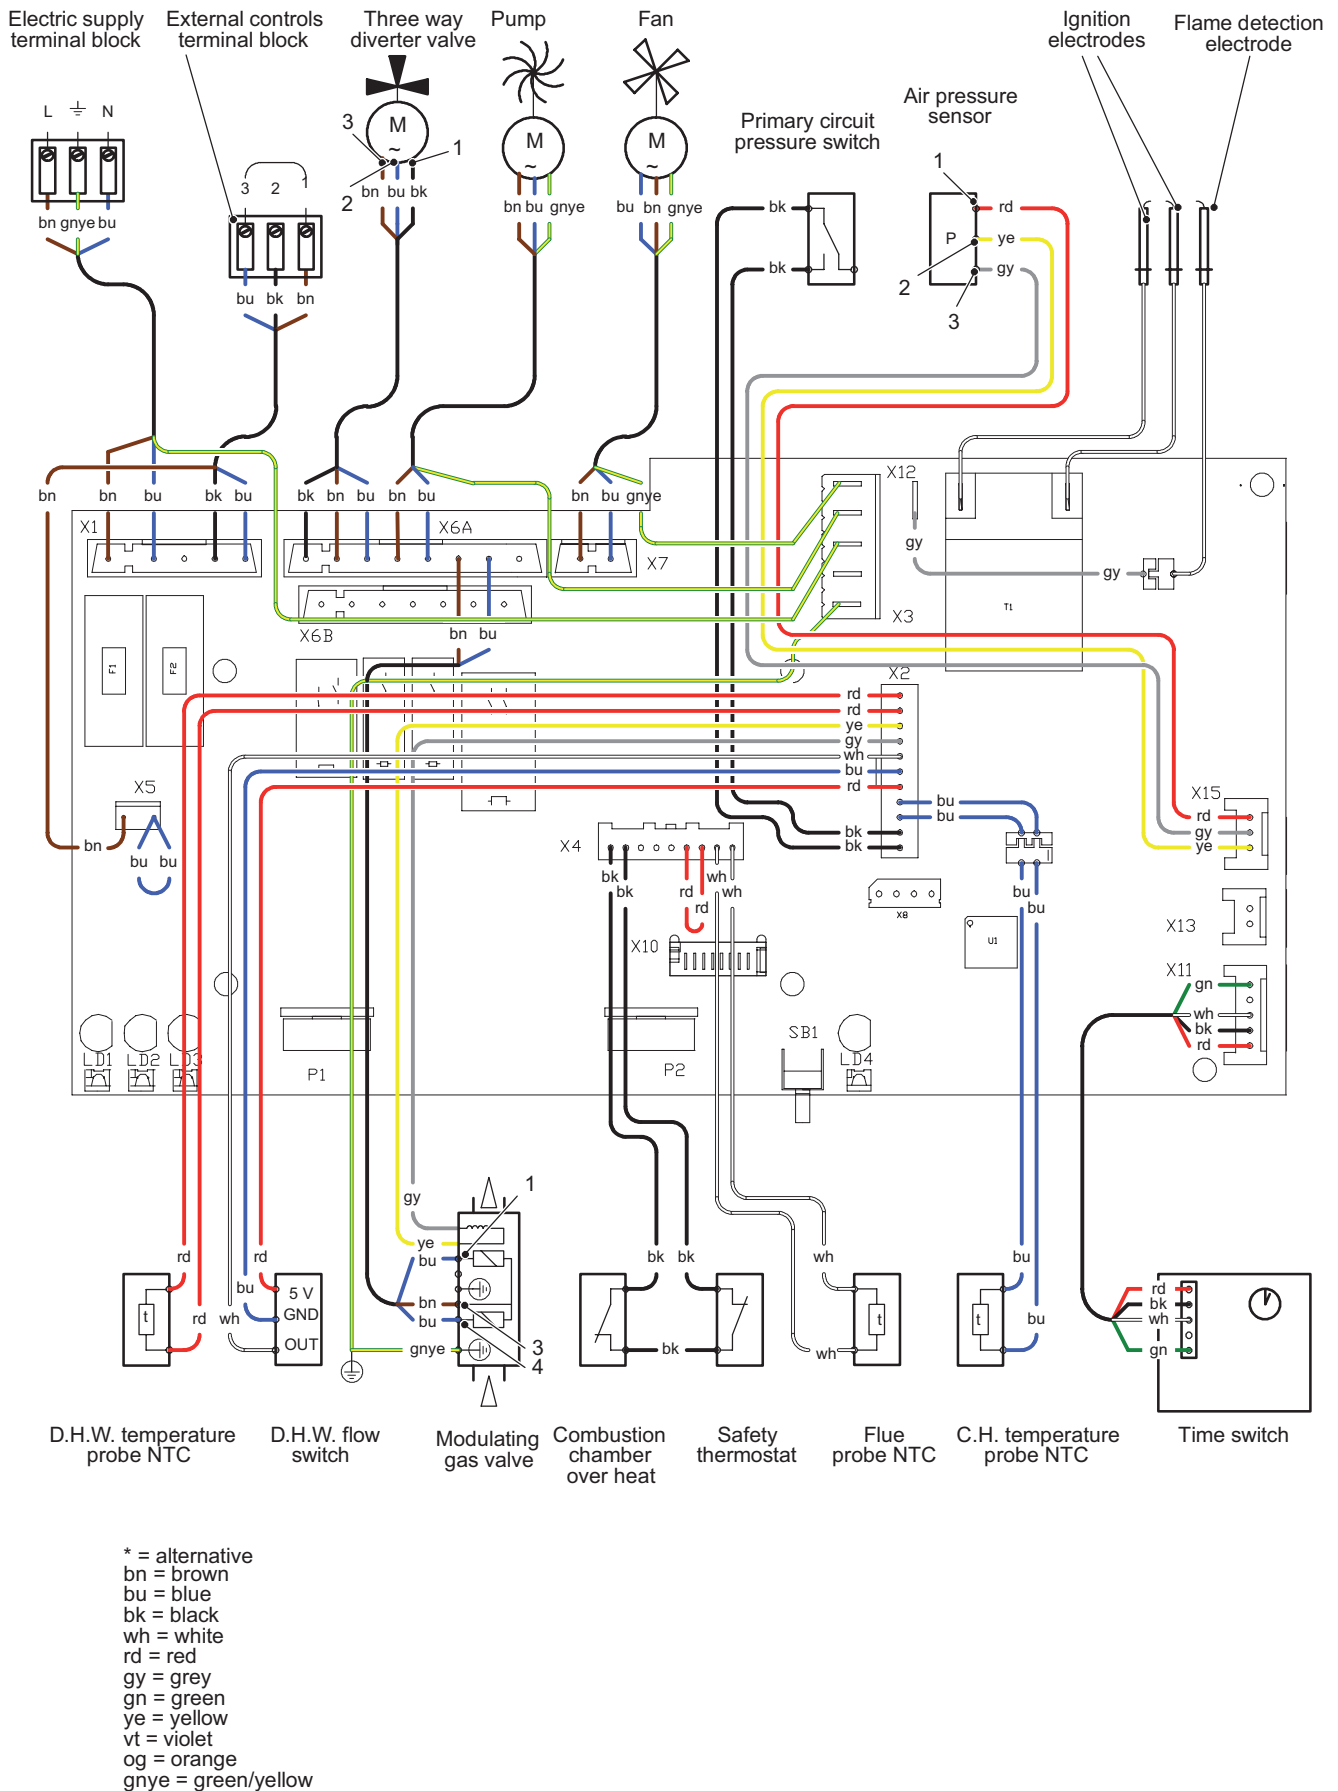 Electric supply
terminal block
External controls
terminal block
Three way
diverter valve
Pump
Fan
Ignition
electrodes
Flame detection
electrode
Primary circuit
pressure switch
Air pressure
sensor
L
N
M
~
M
~
M
~
3
2
1
bn bu bk
3 2 1
bn gnye bu
bn bu gnye
bu bn gnye
bu bk bn
bk
bk
1
2
3
P
rd
ye
gy
bn
bn
bu
bk
bu
bk
bn
bu
bn
bu
bn
bu
gnye
X1
X6A
X7
X12
X3
gy
gy
T1
X6B
bn
bu
F1
F2
X2
rd
rd
ye
gy
wh
bu
rd
bu
bu
bk
bk
X5
bn
bu
bu
X4
bk
bk
rd
rd
wh
wh
X15
rd
gy
ye
X8
bu
bu
X13
X10
U1
X11
gn
wh
bk
rd
LD1
LD2
LD3
P1
P2
SB1
LD4
gy
ye
bu
bn
bu
gnye
1
3
4
rd
rd
t
rd
bu
wh
5 V
GND
OUT
bk
bk
bk
wh
wh
t
bu
bu
t
rd
bk
wh
gn
D.H.W. temperature
probe NTC
D.H.W. flow
switch
Modulating
gas valve
Combustion
chamber
over heat
Safety
thermostat
Flue
probe NTC
C.H. temperature
probe NTC
Time switch
* = alternative
bn = brown
bu = blue
bk = black
wh = white
rd = red
gy = grey
gn = green
ye = yellow
vt = violet
og = orange
gnye = green/yellow